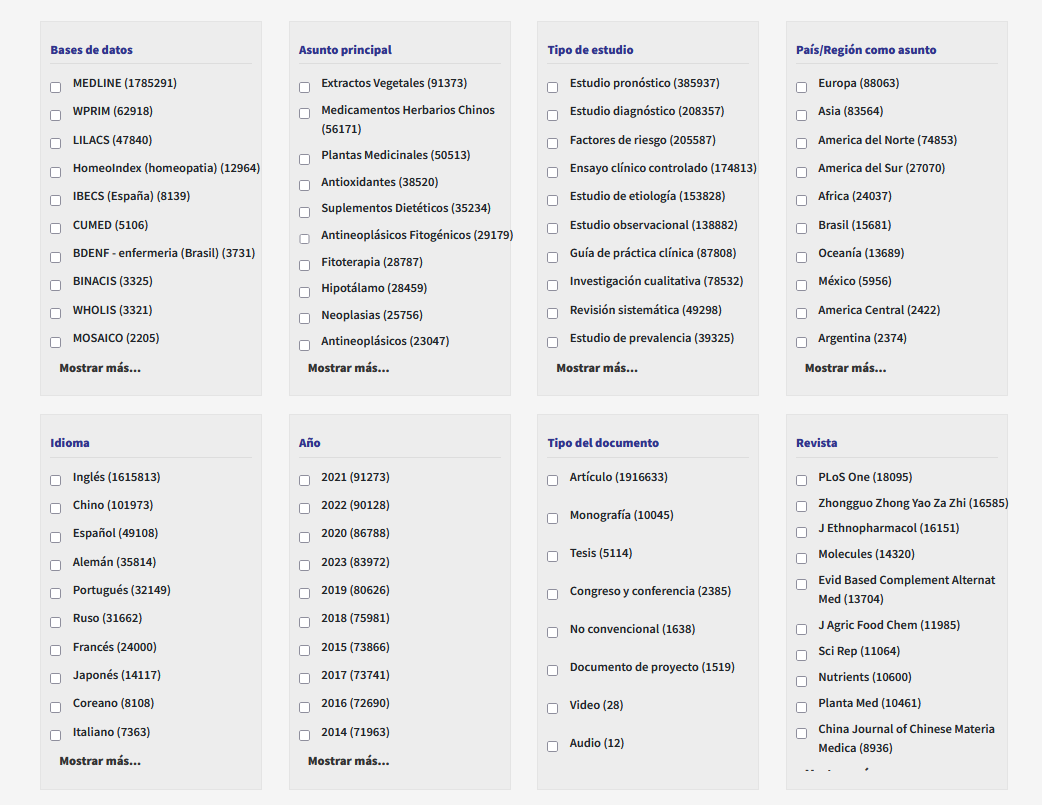 Bases de datos
MEDLINE (1785291)
WPRIM (62918)
LILACS (47840)
HomeoIndex (homeopatia) (12964)
IBECS (España) (8139)
CUMED (5106)
BDENF - enfermeria (Brasil) (3731)
BINACIS (3325)
WHOLIS (3321)
MOSAICO (2205)
Mostrar más...
Asunto principal
Extractos Vegetales (91373)
Medicamentos Herbarios Chinos
(56171)
Plantas Medicinales (50513)
Antioxidantes (38520)
Suplementos Dietéticos (35234)
Antineoplásicos Fitogénicos (29179)
Fitoterapia (28787)
Hipotálamo (28459)
Neoplasias (25756)
Antineoplásicos (23047)
Mostrar más...
Tipo de estudio
Estudio pronóstico (385937)
Estudio diagnóstico (208357)
Factores de riesgo (205587)
Ensayo clínico controlado (174813)
Estudio de etiología (153828)
Estudio observacional (138882)
Guía de práctica clínica (87808)
Investigación cualitativa (78532)
Revisión sistemática (49298)
Estudio de prevalencia (39325)
Mostrar más...
País/Región como asunto
Europa (88063)
Asia (83564)
America del Norte (74853)
America del Sur (27070)
Africa (24037)
Brasil (15681)
Oceanía (13689)
México (5956)
America Central (2422)
Argentina (2374)
Mostrar más...
Idioma
Inglés (1615813)
Chino (101973)
Español (49108)
Alemán (35814)
Portugués (32149)
Ruso (31662)
Francés (24000)
Japonés (14117)
Coreano (8108)
Italiano (7363)
Mostrar más...
Año
2021 (91273)
2022 (90128)
2020 (86788)
2023 (83972)
2019 (80626)
2018 (75981)
2015 (73866)
2017 (73741)
2016 (72690)
2014 (71963)
Mostrar más...
Tipo del documento
Artículo (1916633)
Monografía (10045)
Tesis (5114)
Congreso y conferencia (2385)
No convencional (1638)
Documento de proyecto (1519)
Video (28)
Audio (12)
Revista
PLoS One (18095)
Zhongguo Zhong Yao Za Zhi (16585)
J Ethnopharmacol (16151)
Molecules (14320)
Evid Based Complement Alternat
Med (13704)
J Agric Food Chem (11985)
Sci Rep (11064)
Nutrients (10600)
Planta Med (10461)
China Journal of Chinese Materia
Medica (8936)